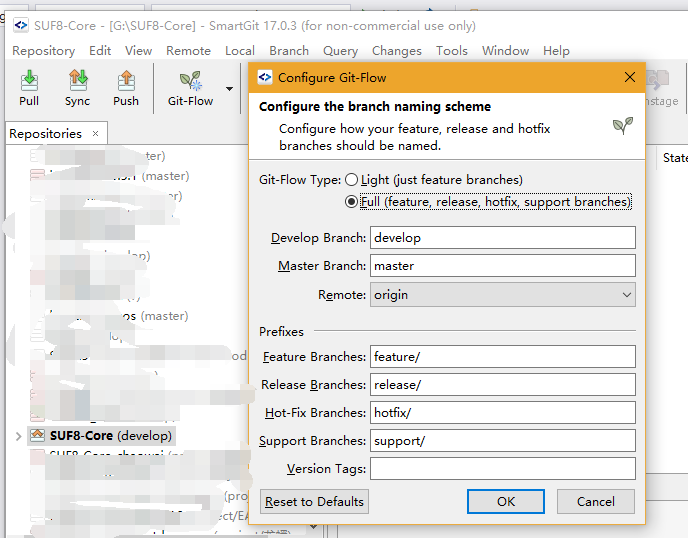 SUF8-Core - [G:\SUF8-Core] - SmartGit 17.0.3 (for non-commercial use only)
Repository Edit View Remote Local Branch Query Changes Tools Window Help
Pull Sync Push Git-Flow
Configure Git-Flow
Configure the branch naming scheme
Configure how your feature, release and hotfix
branches should be named.
Repositories
State
(master)
Git-Flow Type: Light (just feature branches)
Full (feature, release, hotfix, support branches)
Develop Branch: develop
Master Branch: master
Remote: origin
(master)
Prefixes
Feature Branches: feature/
Release Branches: release/
Hot-Fix Branches: hotfix/
SUF8-Core (develop)
Support Branches: support/
Version Tags:
Reset to Defaults OK Cancel